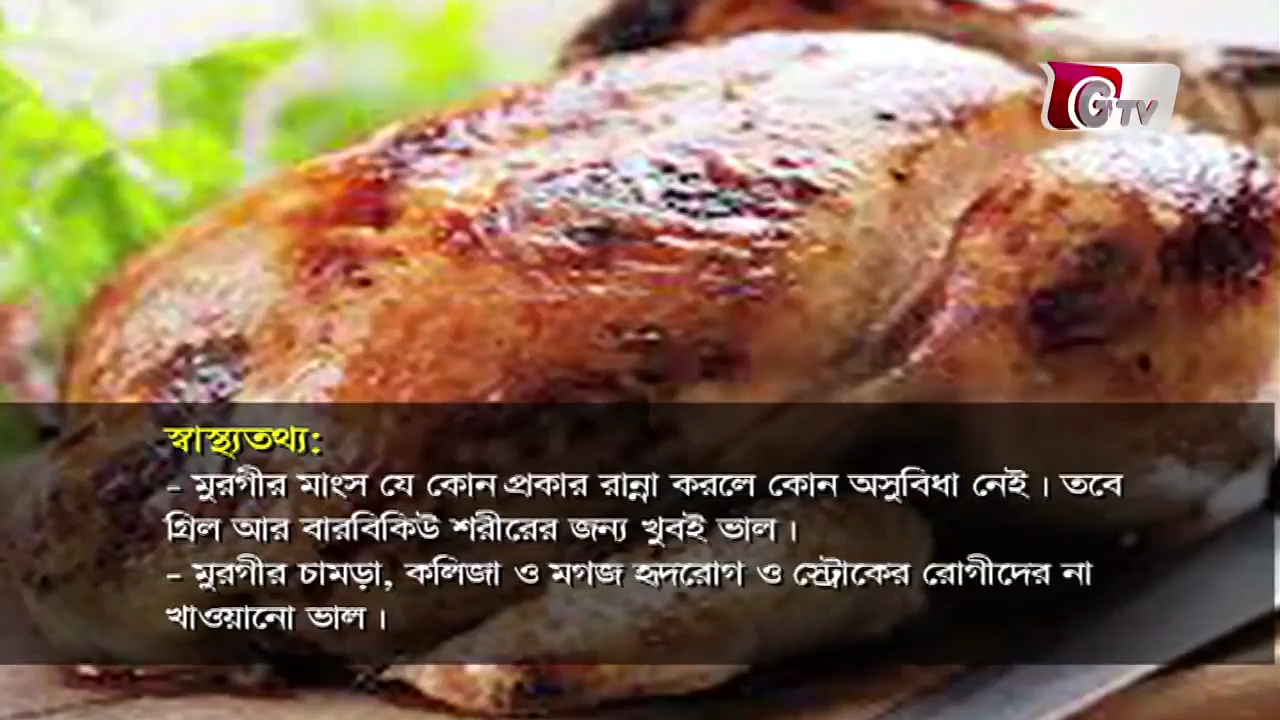 GTV
স্বাস্থ্যতথ্য:
- মুরগীর মাংস যে কোন প্রকার রান্না করলে কোন অসুবিধা নেই। তবে
গ্রিল আর বারবিকিউ শরীরের জন্য খুবই ভাল।
- মুরগীর চামড়া, কলিজা ও মগজ হৃদরোগ ও স্ট্রোকের রোগীদের না
খাওয়ানো ভাল।